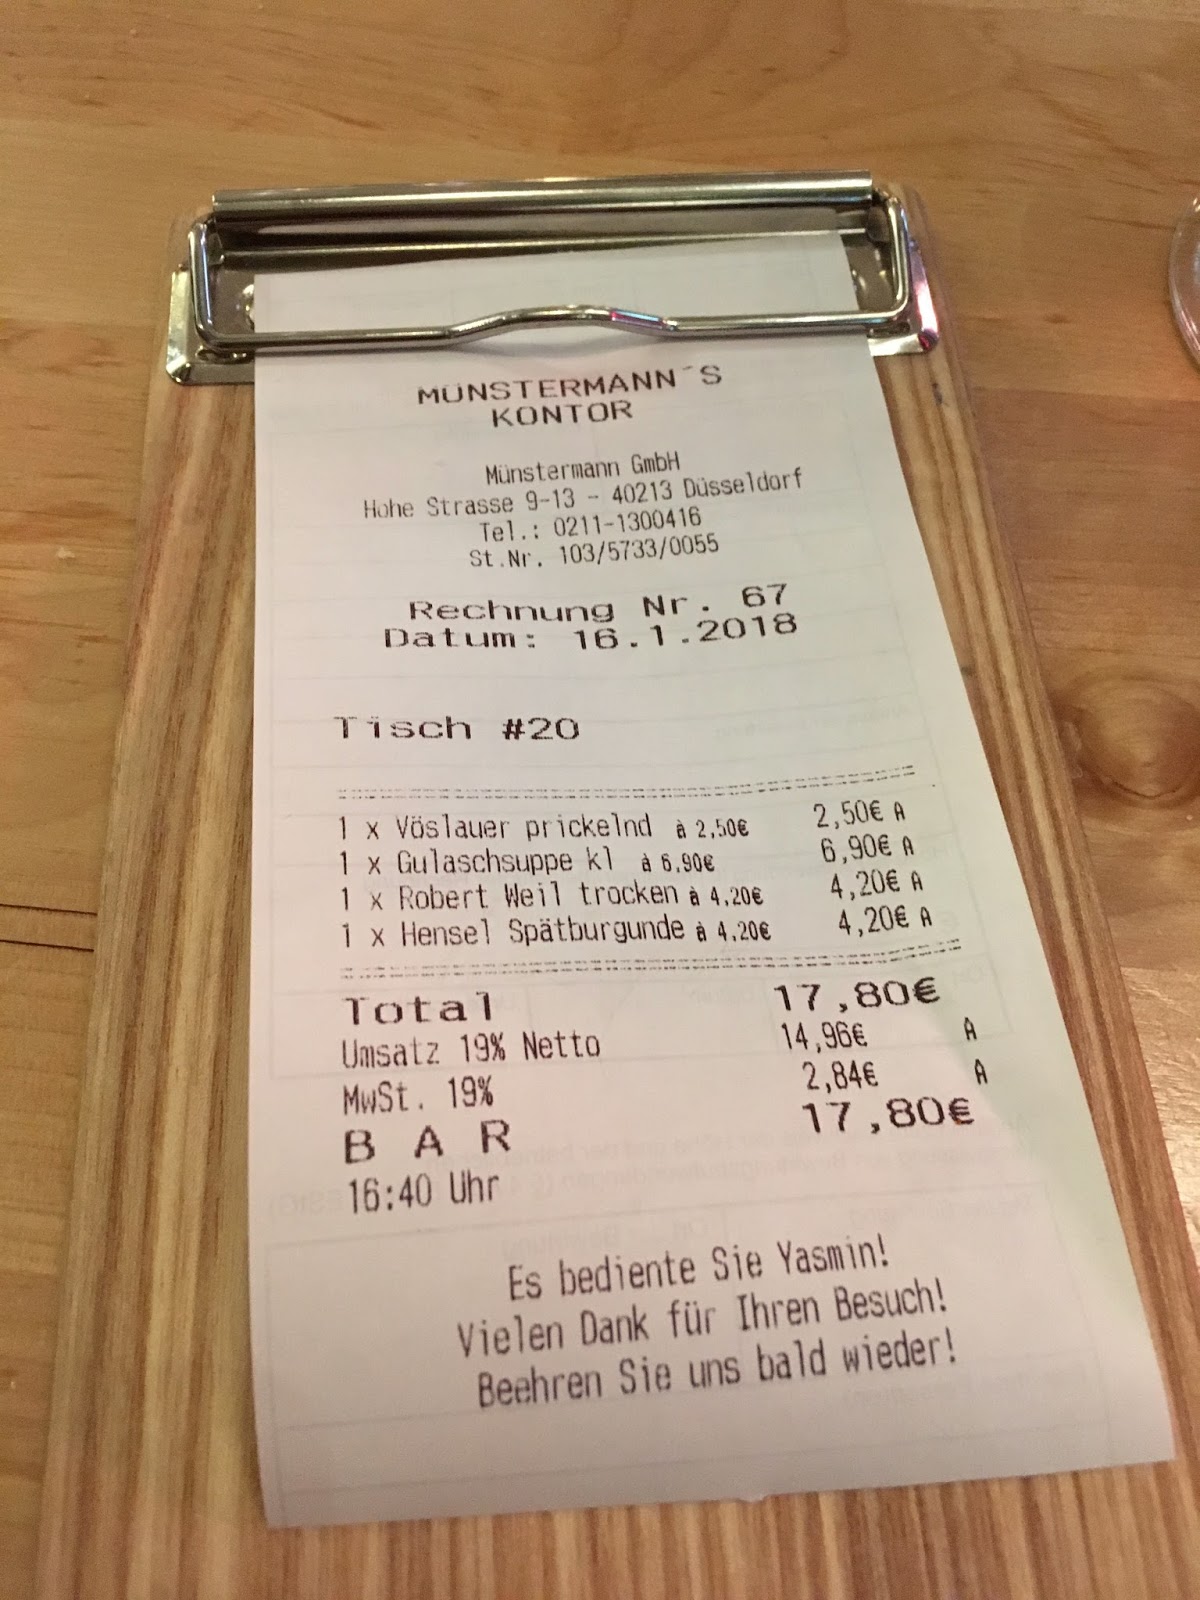 MÜNSTERMANN´S
KONTOR
Münstermann GmbH
Hohe Strasse 9-13 - 40213 Düsseldorf
Tel.: 0211-1300416
St.Nr. 103/5733/0055
Rechnung Nr. 67
Datum: 16.1.2018
Tisch #20
1 x Vöslauer prickelnd à 2,50€ 2,50€ A
1 x Gulaschsuppe kl à 6,90€ 6,90€ A
1 x Robert Weil trocken à 4,20€ 4,20€ A
1 x Hensel Spätburgunde à 4,20€ 4,20€ A
Total 17,80€
Umsatz 19% Netto 14,96€ A
MwSt. 19% 2,84€ A
B A R 17,80€
16:40 Uhr
Es bediente Sie Yasmin!
Vielen Dank für Ihren Besuch!
Beehren Sie uns bald wieder!